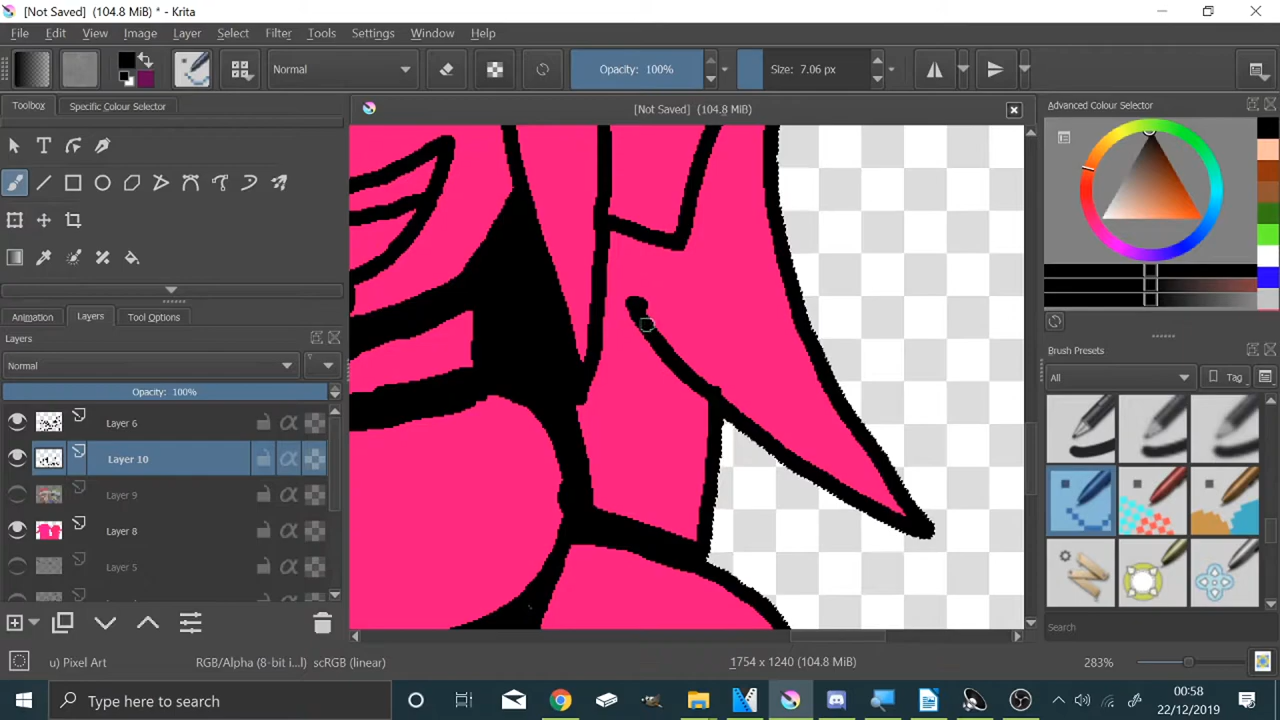 [Not Saved] (104.8 MiB) * - Krita
File Edit View Image Layer Select Filter Tools Settings Window Help
Normal
Opacity: 100%
Size: 7.06 px
Toolbox
Specific Colour Selector
[Not Saved] (104.8 MiB)
Advanced Colour Selector
Animation
Layers
Tool Options
Layers
Normal
Opacity: 100%
Layer 6
Layer 10
Layer 9
Layer 8
Layer 5
Brush Presets
All
Tag
Search
u) Pixel Art
RGB/Alpha (8-bit i...l) scRGB (linear)
1754 x 1240 (104.8 MiB)
283%
Type here to search
00:58
22/12/2019